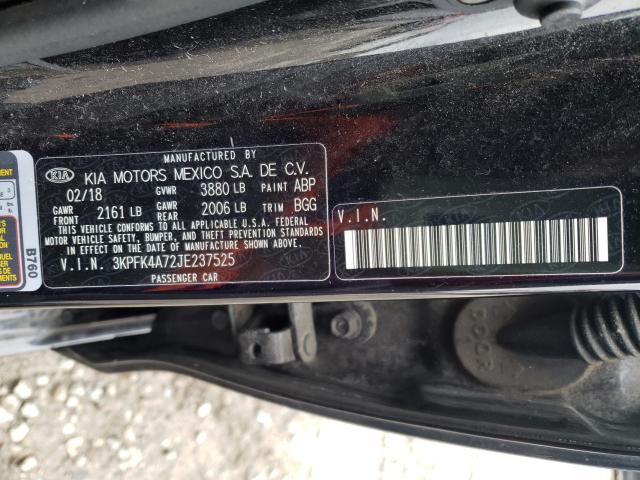 MANUFACTURED BY
KIA KIA MOTORS MEXICO S.A. DE C.V.
02/18 GVWR 3880 LB PAINT ABP
GAWR FRONT 2161 LB GAWR REAR 2006 LB TRIM BGG
THIS VEHICLE CONFORMS TO ALL APPLICABLE U.S.A. FEDERAL
MOTOR VEHICLE SAFETY, BUMPER, AND THEFT PREVENTION STANDARDS
IN EFFECT ON THE DATE OF MANUFACTURE SHOWN ABOVE.
V.I.N. 3KPFK4A72JE237525
PASSENGER CAR
V.I.N.
B760
DOOR